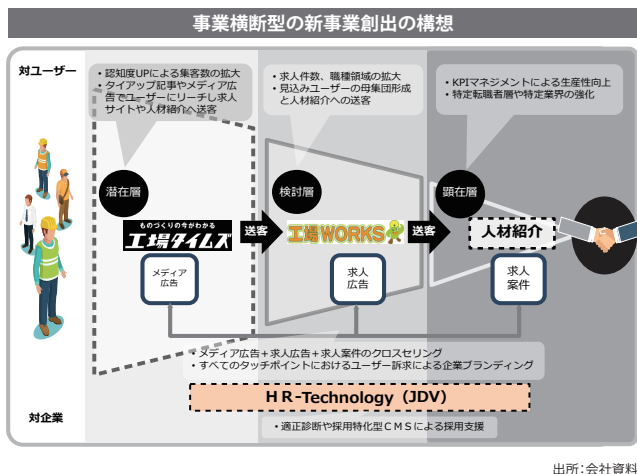 事業横断型の新事業創出の構想
対ユーザー
・認知度UPによる集客数の拡大
・タイアップ記事やメディア広
告でユーザーにリーチし求人
サイトや人材紹介へ送客
・求人件数、職種領域の拡大
・見込みユーザーの母集団形成
と人材紹介への送客
・KPIマネジメントによる生産性向上
・特定転職者層や特定業界の強化
潜在層
検討層
顕在層
ものづくりの今がわかる
工場タイムズ
送客
工場WORKS
送客
人材紹介
メディア
広告
求人
広告
求人
案件
・メディア広告+求人広告+求人案件のクロスセリング
・すべてのタッチポイントにおけるユーザー訴求による企業ブランディング
HR-Technology(JDV)
対企業
・適正診断や採用特化型CMSによる採用支援
出所:会社資料